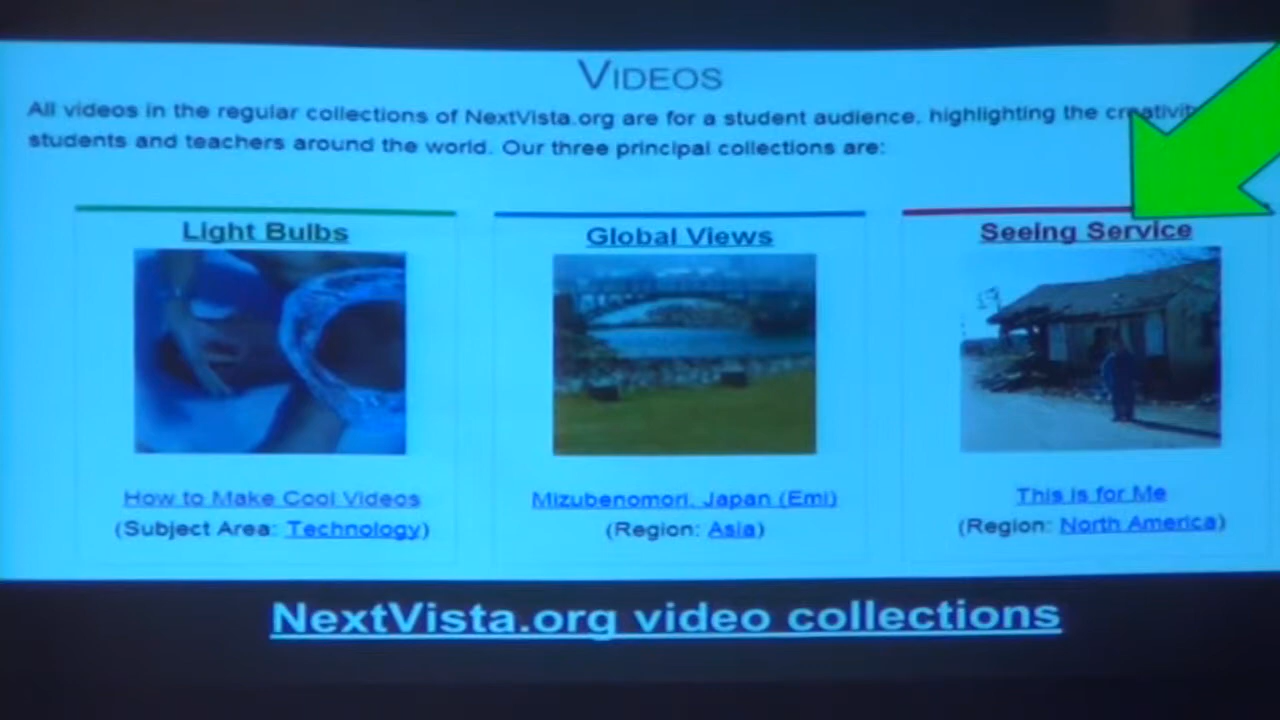 VIDEOS
All videos in the regular collections of NextVista.org are for a student audience, highlighting the
students and teachers around the world. Our three principal collections are:
Light Bulbs
Global Views
Seeing Service
How to Make Cool Videos
(Subject Area: Technology)
Mizubenomori, Japan (Emi)
(Region: Asia)
This is for Me
(Region: North America)
NextVista.org video collections